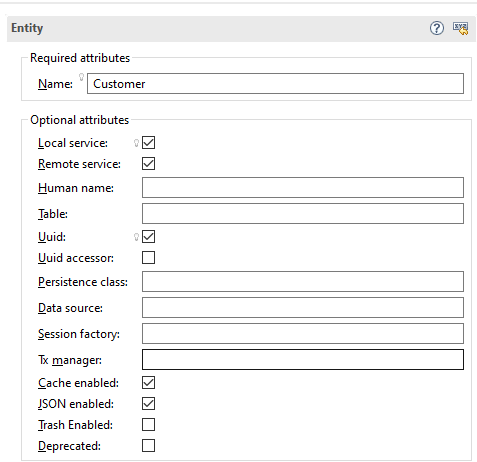 Entity
Required attributes
Name: Customer
Optional attributes
Local service:
Remote service:
Human name:
Table:
Uuid:
Uuid accessor:
Persistence class:
Data source:
Session factory:
Tx manager:
Cache enabled:
JSON enabled:
Trash Enabled:
Deprecated: